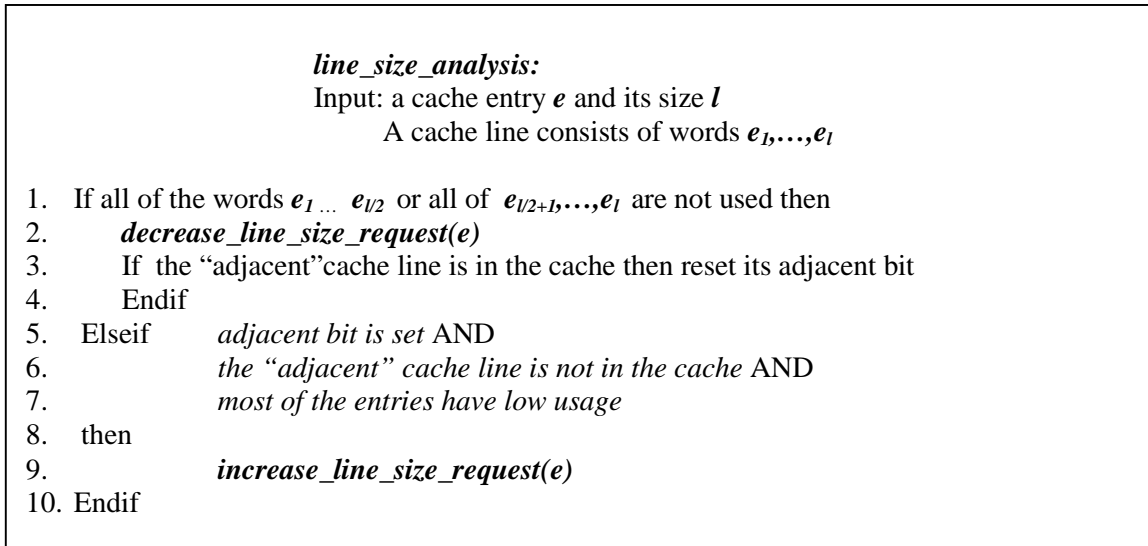 line_size_analysis:
Input: a cache entry e and its size l
A cache line consists of words e1,…,el
1. If all of the words e1 … el/2 or all of el/2+1,…,el are not used then
2. decrease_line_size_request(e)
3. If the “adjacent”cache line is in the cache then reset its adjacent bit
4. Endif
5. Elseif adjacent bit is set AND
6. the “adjacent” cache line is not in the cache AND
7. most of the entries have low usage
8. then
9. increase_line_size_request(e)
10. Endif